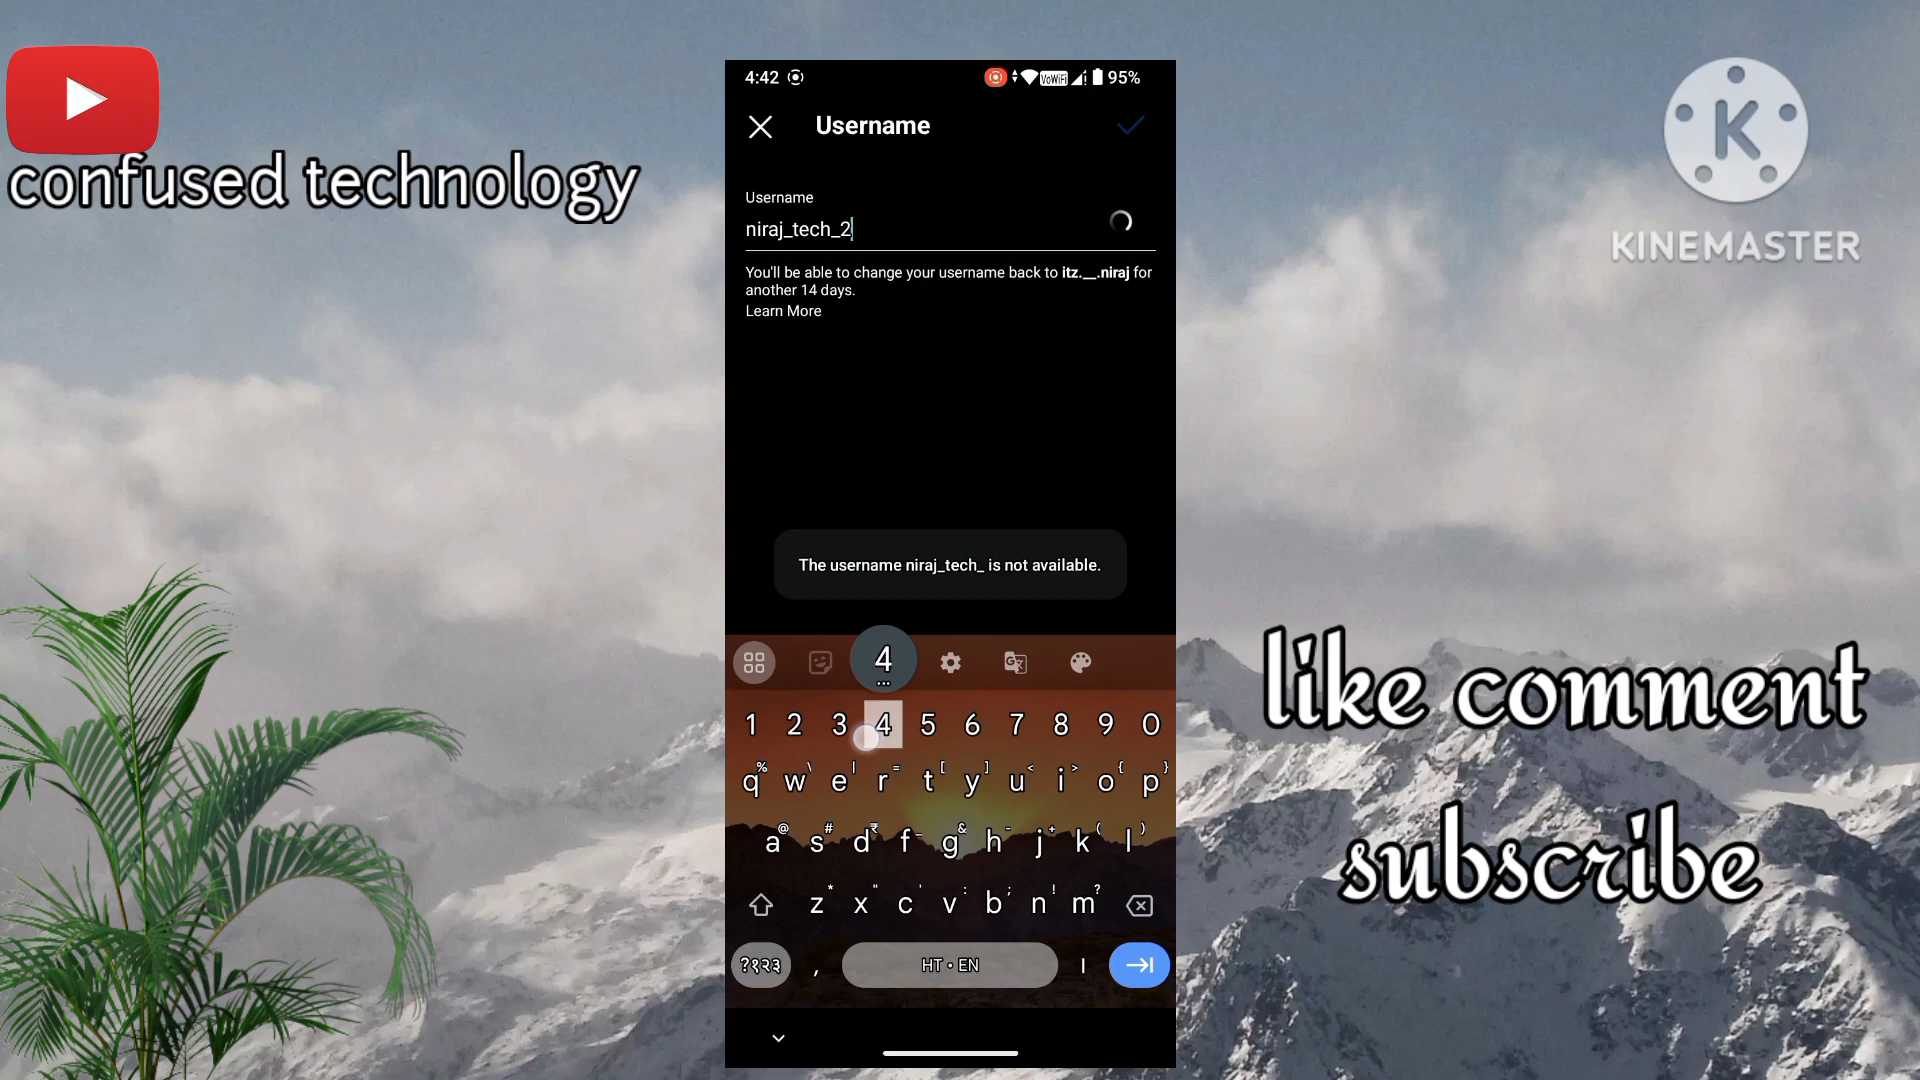 confused technology
KINEMASTER
like comment
subscribe
4:42
VoWiFi
95%
Username
Username
niraj_tech_2
You'll be able to change your username back to itz.__.niraj for
another 14 days.
Learn More
The username niraj_tech_ is not available.
4
1 2 3 4 5 6 7 8 9 0
q w e r t y u i o p
a s d f g h j k l
z x c v b n m
?१२३ , HT • EN ।